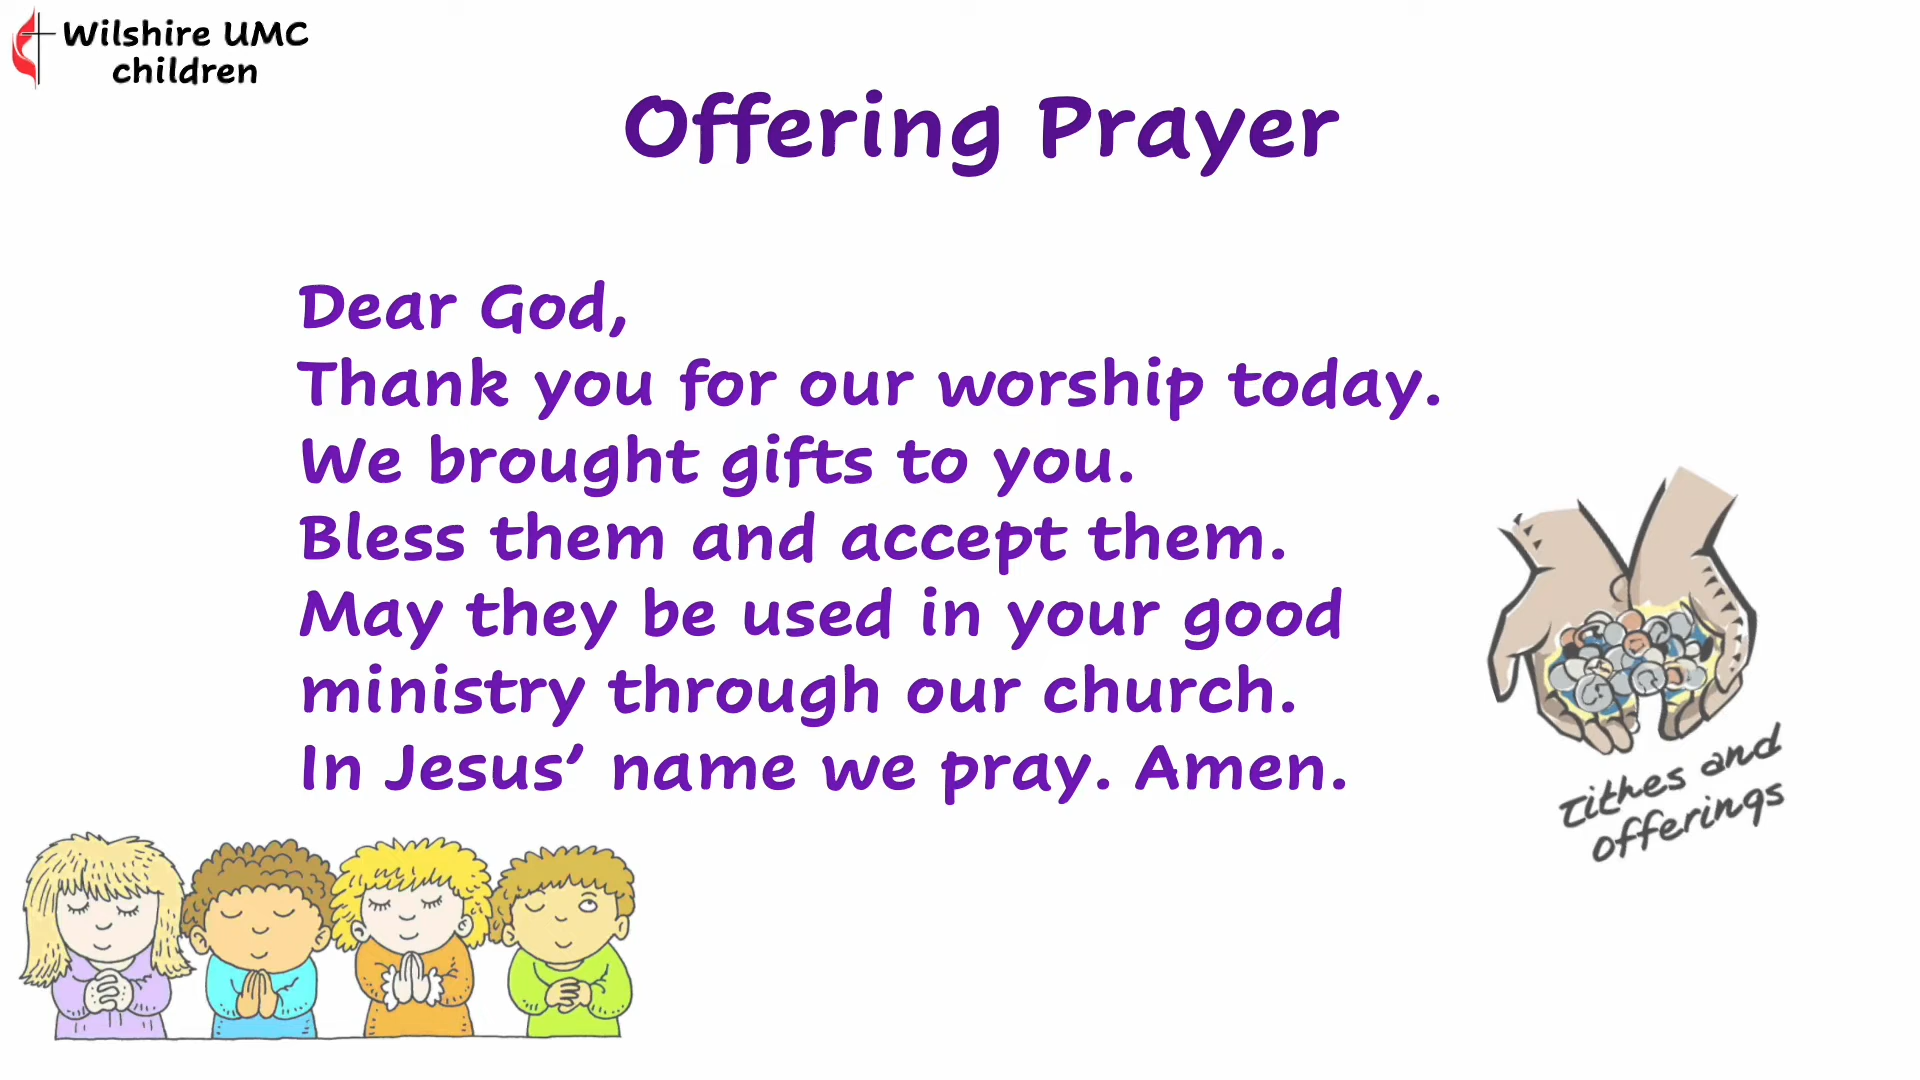 Wilshire UMC
children
Offering Prayer
Dear God,
Thank you for our worship today.
We brought gifts to you.
Bless them and accept them.
May they be used in your good
ministry through our church.
In Jesus’ name we pray. Amen.
tithes and
offerings